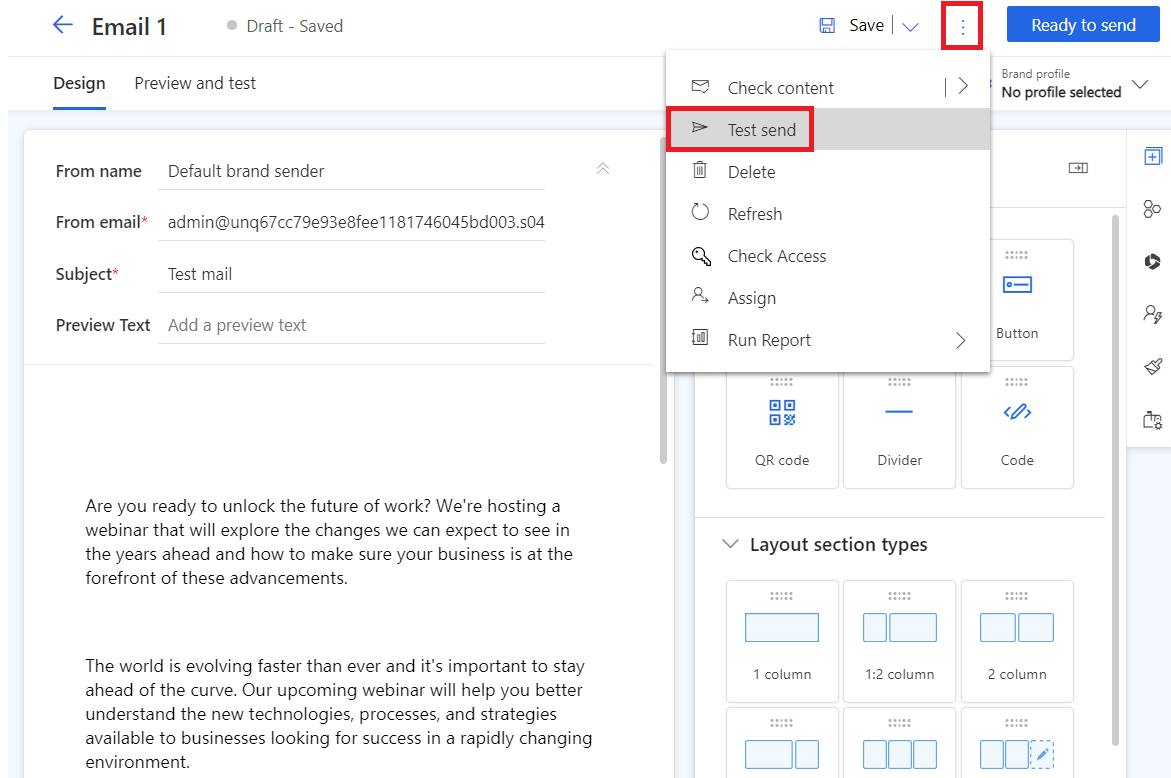 Email 1
Draft - Saved
Save
Ready to send
Design
Preview and test
Brand profile
No profile selected
Check content
Test send
Delete
Refresh
Check Access
Assign
Run Report
From name
Default brand sender
From email*
admin@unq67cc79e93e8fee1181746045bd003.s04
Subject*
Test mail
Preview Text
Add a preview text
Are you ready to unlock the future of work? We're hosting a
webinar that will explore the changes we can expect to see in
the years ahead and how to make sure your business is at the
forefront of these advancements.
The world is evolving faster than ever and it's important to stay
ahead of the curve. Our upcoming webinar will help you better
understand the new technologies, processes, and strategies
available to businesses looking for success in a rapidly changing
environment.
Button
QR code
Divider
Code
Layout section types
1 column
1:2 column
2 column